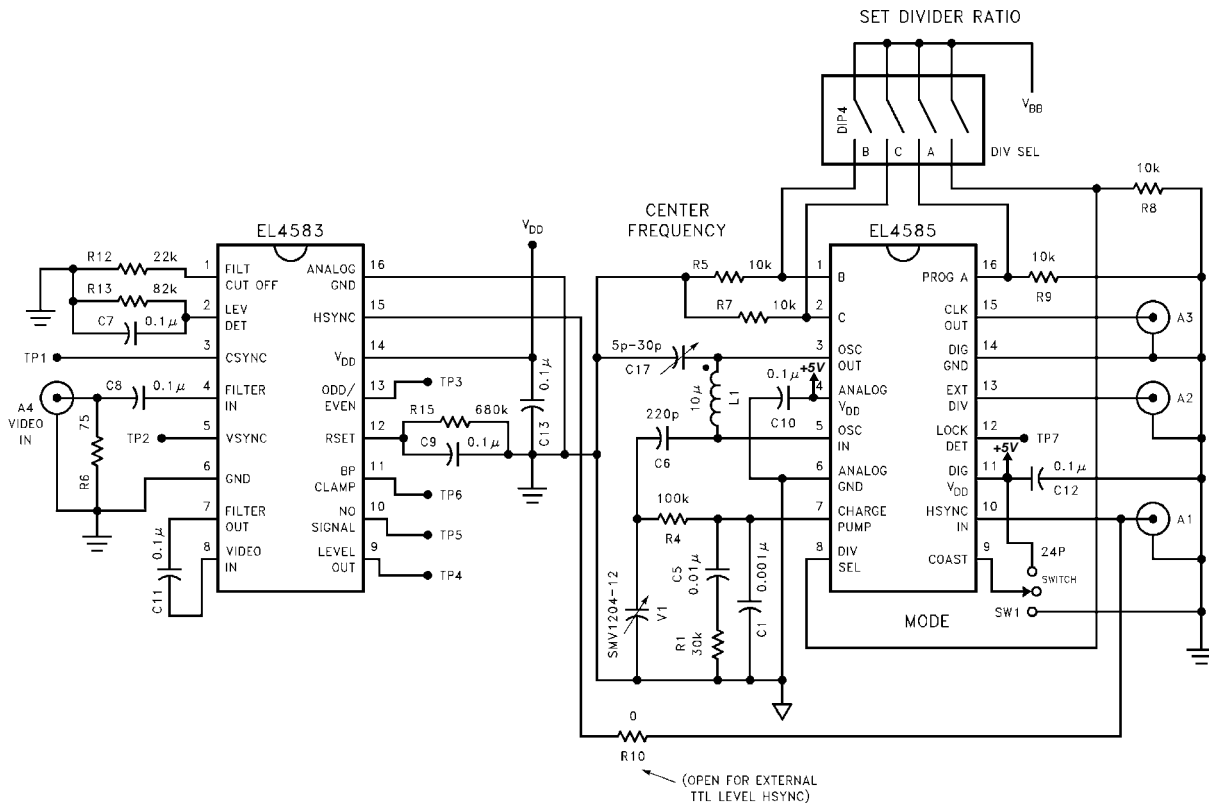 SET DIVIDER RATIO
V_BB
DIP4
B C A
DIV SEL
10k
R8
CENTER
FREQUENCY
EL4583
V_DD
EL4585
R12 22k
R13 82k
C7 0.1μ
TP1
C8 0.1μ
A4
VIDEO
IN
75
R6
TP2
C11 0.1μ
1 FILT
CUT OFF
2 LEV
DET
3 CSYNC
4 FILTER
IN
5 VSYNC
6 GND
7 FILTER
OUT
8 VIDEO
IN
ANALOG 16
GND
HSYNC 15
V_DD 14
ODD/ 13
EVEN
RSET 12
BP 11
CLAMP
NO 10
SIGNAL
LEVEL 9
OUT
TP3
R15 680k
C9 0.1μ
TP6
TP5
TP4
0.1μ
C13
R5 10k
R7 10k
5p-30p
C17
10μ
L1
0.1μ
C10
+5V
220p
C6
100k
R4
SMV1204-12
V1
C5
0.01μ
R1
30k
0.001μ
C1
1 B
2 C
3 OSC
OUT
4 ANALOG
V_DD
5 OSC
IN
6 ANALOG
GND
7 CHARGE
PUMP
8 DIV
SEL
PROG A 16
CLK 15
OUT
DIG 14
GND
EXT 13
DIV
LOCK 12
DET
DIG 11
V_DD
HSYNC 10
IN
COAST 9
10k
R9
A3
A2
TP7
+5V
0.1μ
C12
A1
24P
SWITCH
SW1
MODE
0
R10
(OPEN FOR EXTERNAL
TTL LEVEL HSYNC)